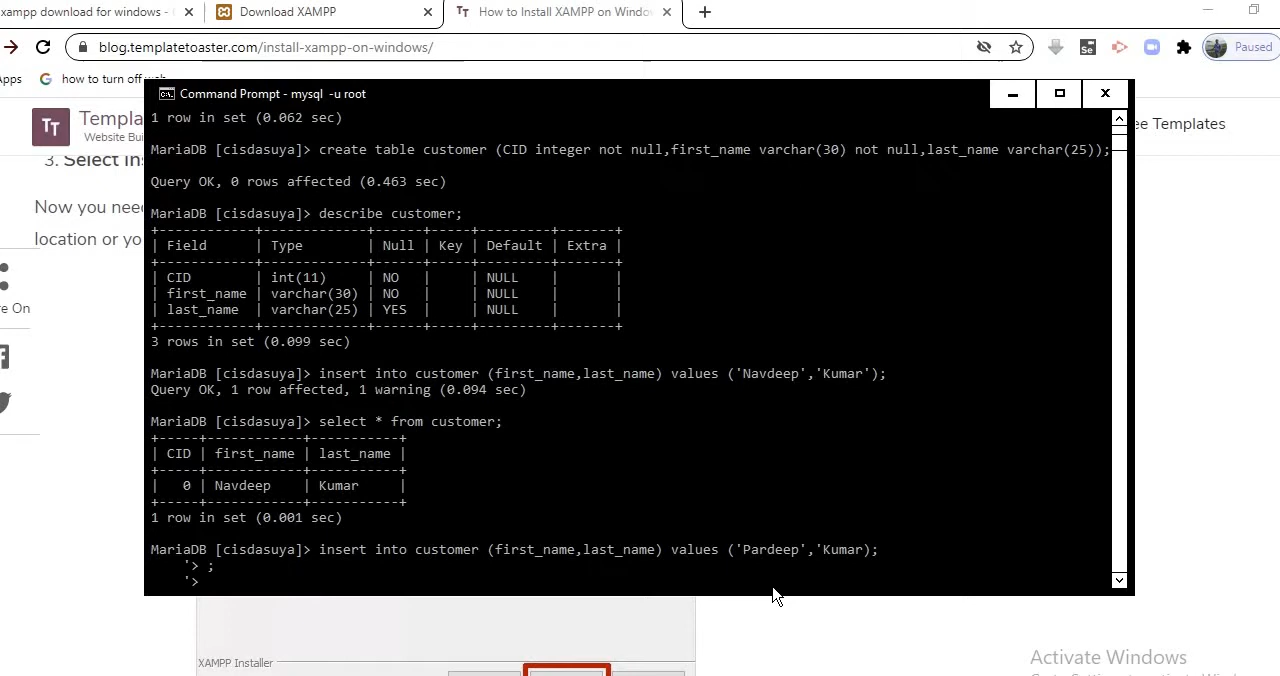 xampp download for windows -
Download XAMPP
How to Install XAMPP on Windo
blog.templatetoaster.com/install-xampp-on-windows/
Paused
Apps
how to turn off web
Command Prompt - mysql -u root
TT
Templa
Website Bui
ee Templates
3. Select Ins
Now you need
location or yo
re On
1 row in set (0.062 sec)
MariaDB [cisdasuya]> create table customer (CID integer not null,first_name varchar(30) not null,last_name varchar(25));
Query OK, 0 rows affected (0.463 sec)
MariaDB [cisdasuya]> describe customer;
+------------+-------------+------+-----+---------+-------+
| Field | Type | Null | Key | Default | Extra |
+------------+-------------+------+-----+---------+-------+
| CID | int(11) | NO | | NULL | |
| first_name | varchar(30) | NO | | NULL | |
| last_name | varchar(25) | YES | | NULL | |
+------------+-------------+------+-----+---------+-------+
3 rows in set (0.099 sec)
MariaDB [cisdasuya]> insert into customer (first_name,last_name) values ('Navdeep','Kumar');
Query OK, 1 row affected, 1 warning (0.094 sec)
MariaDB [cisdasuya]> select * from customer;
+-----+------------+-----------+
| CID | first_name | last_name |
+-----+------------+-----------+
| 0 | Navdeep | Kumar |
+-----+------------+-----------+
1 row in set (0.001 sec)
MariaDB [cisdasuya]> insert into customer (first_name,last_name) values ('Pardeep','Kumar);
'> ;
'>
XAMPP Installer
Activate Windows